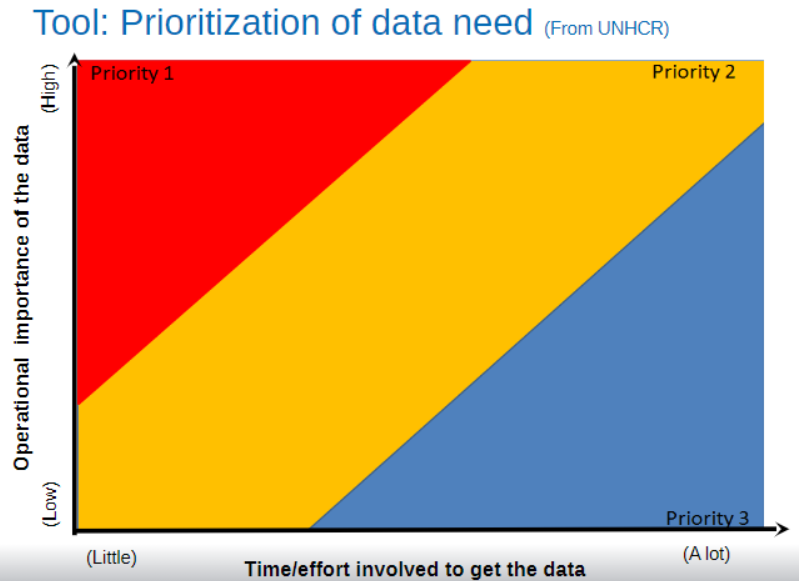 Tool: Prioritization of data need (From UNHCR)
(High)
Priority 1
Priority 2
Operational importance of the data
(Low)
Priority 3
(Little)
(A lot)
Time/effort involved to get the data